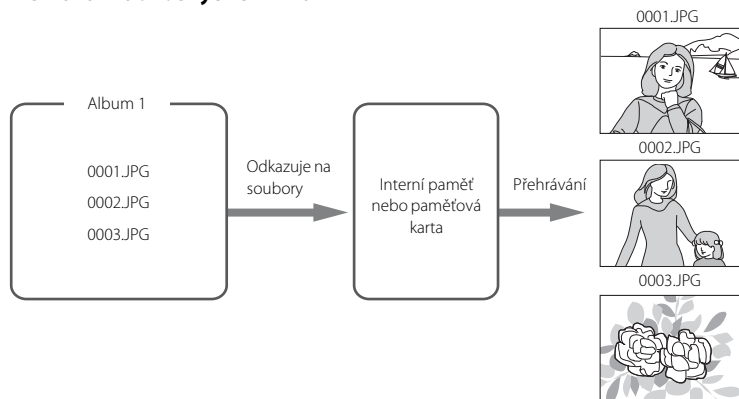 0001.JPG
Album 1
0001.JPG
0002.JPG
0003.JPG
Odkazuje na
soubory
Interní paměť
nebo paměťová
karta
Přehrávání
0002.JPG
0003.JPG